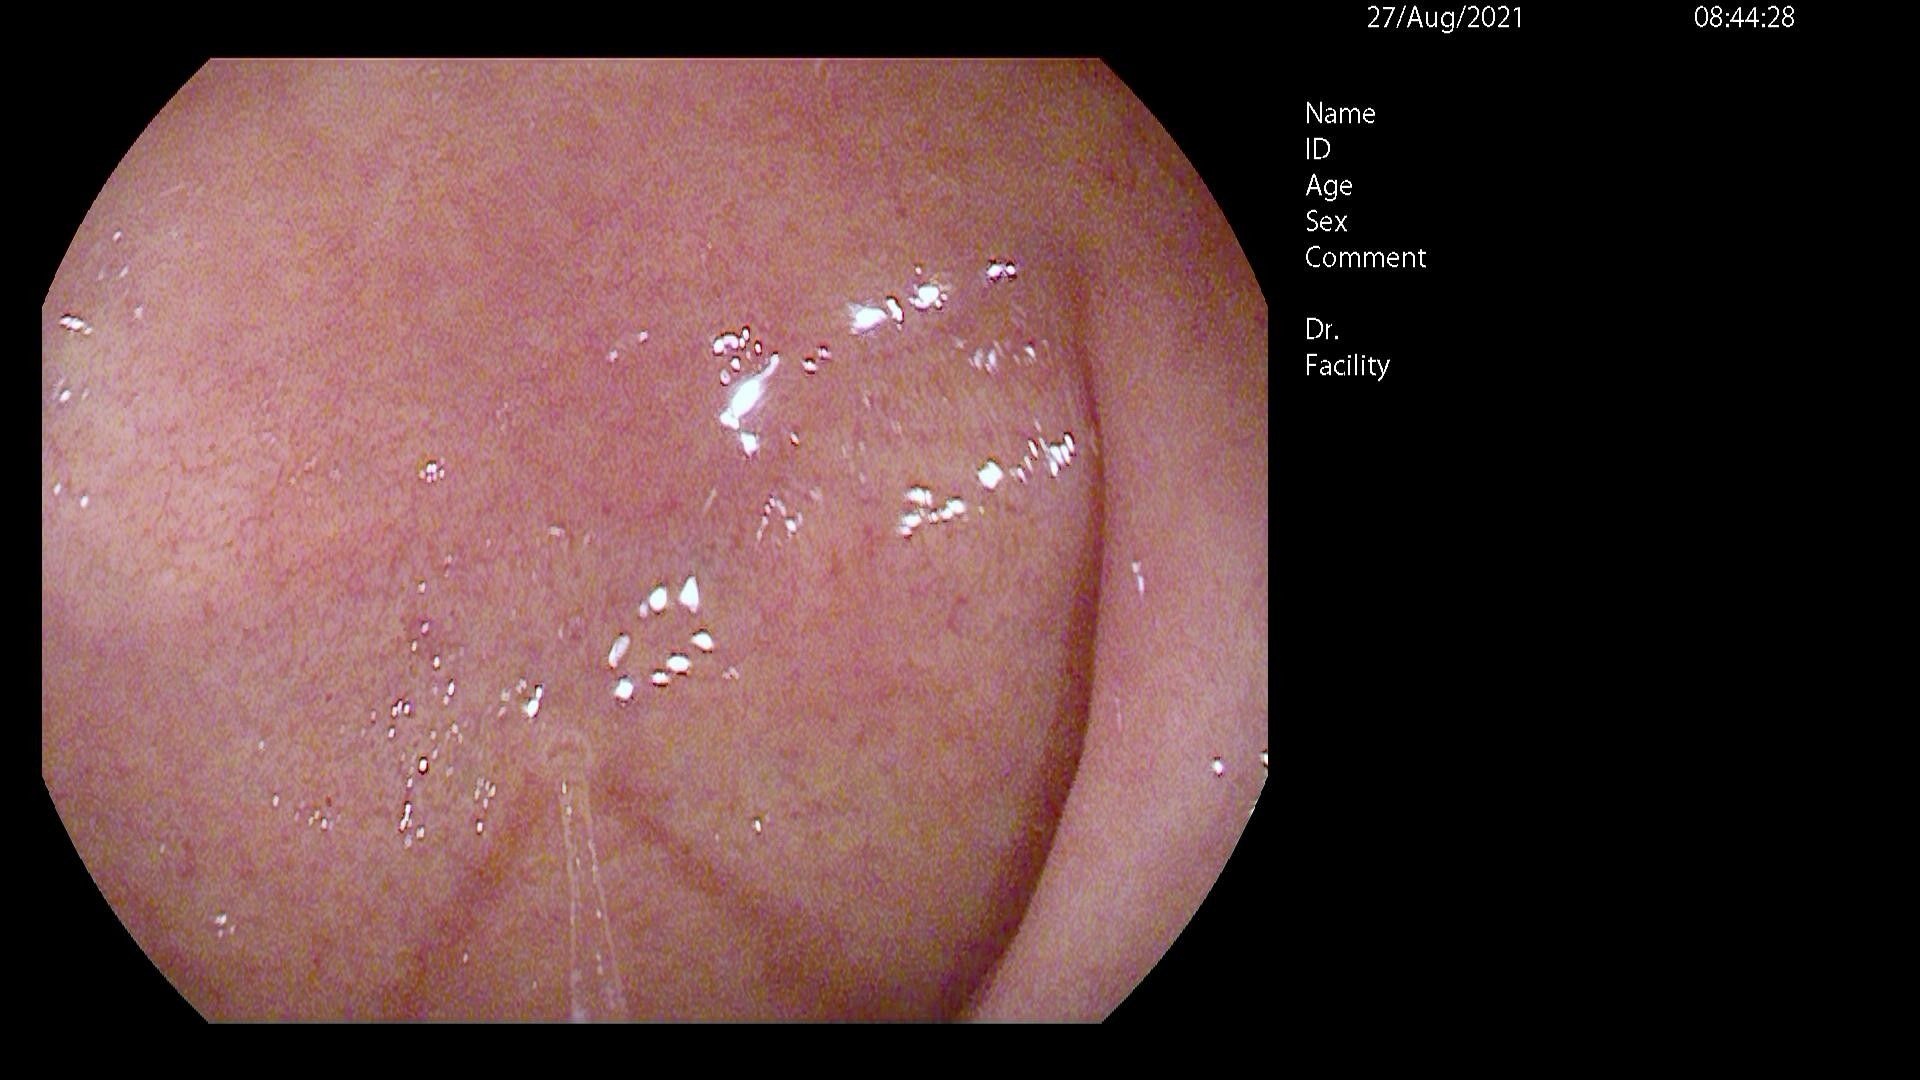 27/Aug/2021 08:44:28
Name
ID
Age
Sex
Comment
Dr.
Facility